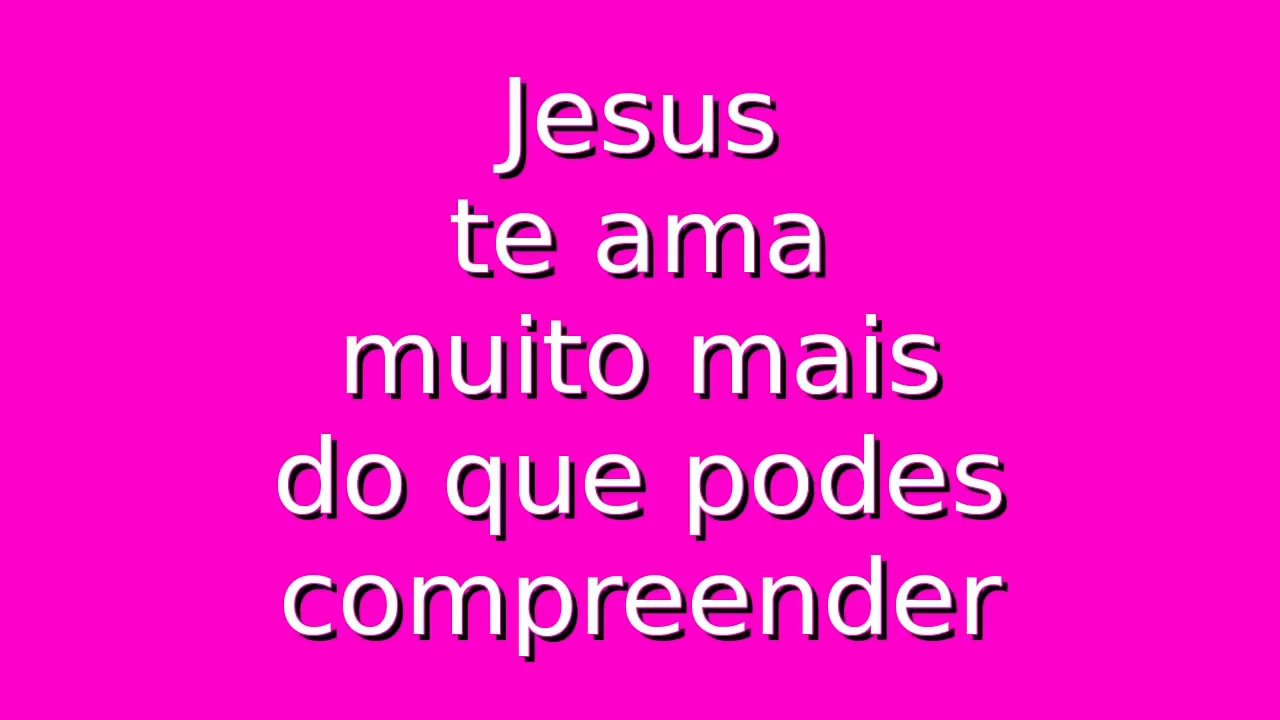 Jesus
te ama
muito mais
do que podes
compreender